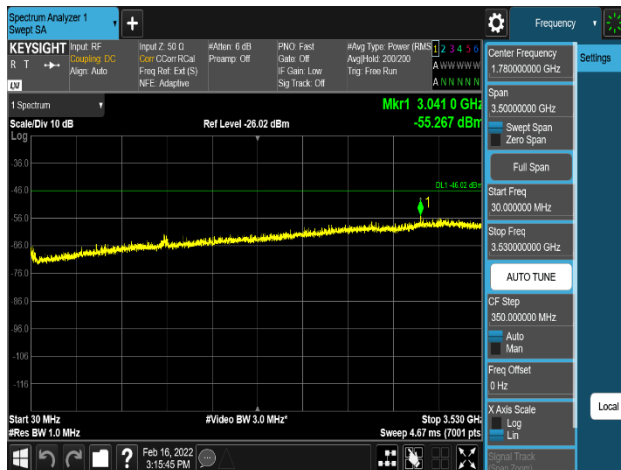 Spectrum Analyzer 1
Swept SA
Frequency
KEYSIGHT
R T
LXI
Input: RF
Coupling: DC
Align: Auto
Input Z: 50 Ω
Corr CCorr RCal
Freq Ref: Ext (S)
NFE: Adaptive
#Atten: 6 dB
Preamp: Off
PNO: Fast
Gate: Off
IF Gain: Low
Sig Track: Off
#Avg Type: Power (RMS
Avg|Hold: 200/200
Trig: Free Run
1 2 3 4 5 6
A W W W W W
A N N N N N
1 Spectrum
Scale/Div 10 dB
Ref Level -26.02 dBm
Mkr1 3.041 0 GHz
-55.267 dBm
Log
-36.0
-46.0
-56.0
-66.0
-76.0
-86.0
-96.0
-106
-116
DL1 -46.02 dBm
1
Start 30 MHz
#Res BW 1.0 MHz
#Video BW 3.0 MHz*
Stop 3.530 GHz
Sweep 4.67 ms (7001 pts)
Feb 16, 2022
3:15:45 PM
Center Frequency
1.780000000 GHz
Settings
Span
3.50000000 GHz
Swept Span
Zero Span
Full Span
Start Freq
30.000000 MHz
Stop Freq
3.530000000 GHz
AUTO TUNE
CF Step
350.000000 MHz
Auto
Man
Freq Offset
0 Hz
X Axis Scale
Log
Lin
Local
Signal Track
(Span Zoom)